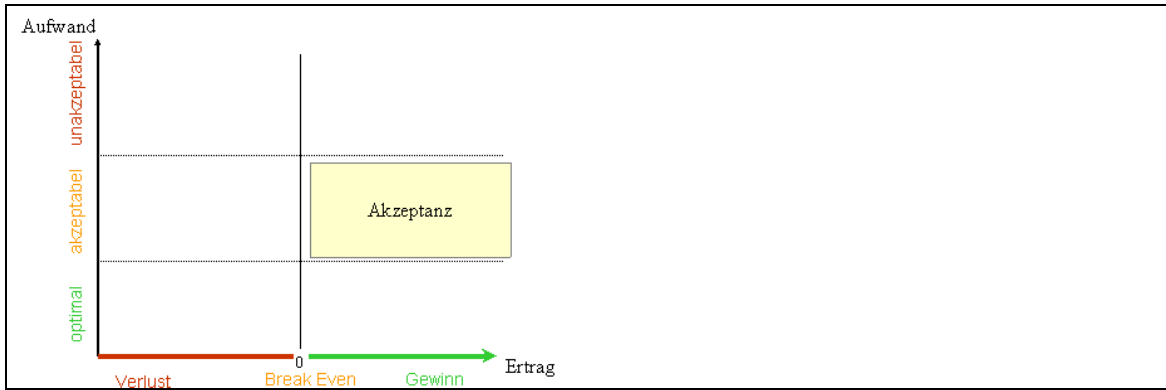 Aufwand
unakzeptabel
akzeptabel
optimal
Akzeptanz
0
Ertrag
Verlust
Break Even
Gewinn